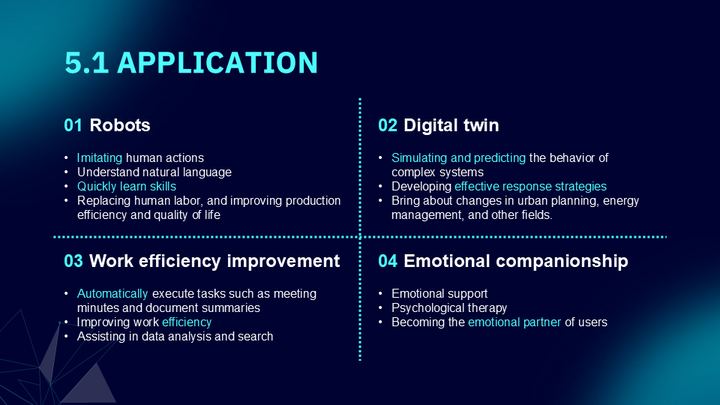 5.1 APPLICATION
01 Robots
• Imitating human actions
• Understand natural language
• Quickly learn skills
• Replacing human labor, and improving production
efficiency and quality of life
02 Digital twin
• Simulating and predicting the behavior of
complex systems
• Developing effective response strategies
• Bring about changes in urban planning, energy
management, and other fields.
03 Work efficiency improvement
• Automatically execute tasks such as meeting
minutes and document summaries
• Improving work efficiency
• Assisting in data analysis and search
04 Emotional companionship
• Emotional support
• Psychological therapy
• Becoming the emotional partner of users